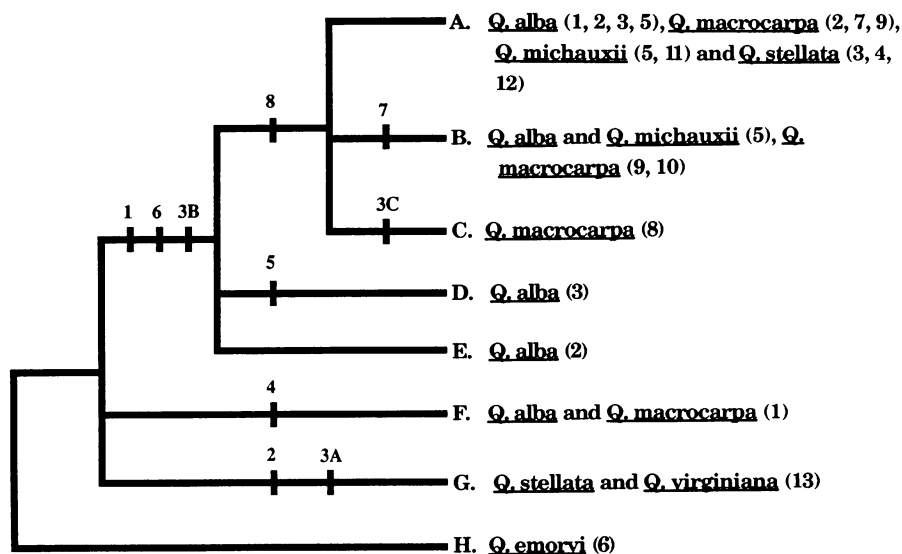 A. Q. alba (1, 2, 3, 5), Q. macrocarpa (2, 7, 9),
Q. michauxii (5, 11) and Q. stellata (3, 4,
12)
8
7
B. Q. alba and Q. michauxii (5), Q.
macrocarpa (9, 10)
1 6 3B
3C
C. Q. macrocarpa (8)
5
D. Q. alba (3)
E. Q. alba (2)
4
F. Q. alba and Q. macrocarpa (1)
2 3A
G. Q. stellata and Q. virginiana (13)
H. Q. emoryi (6)